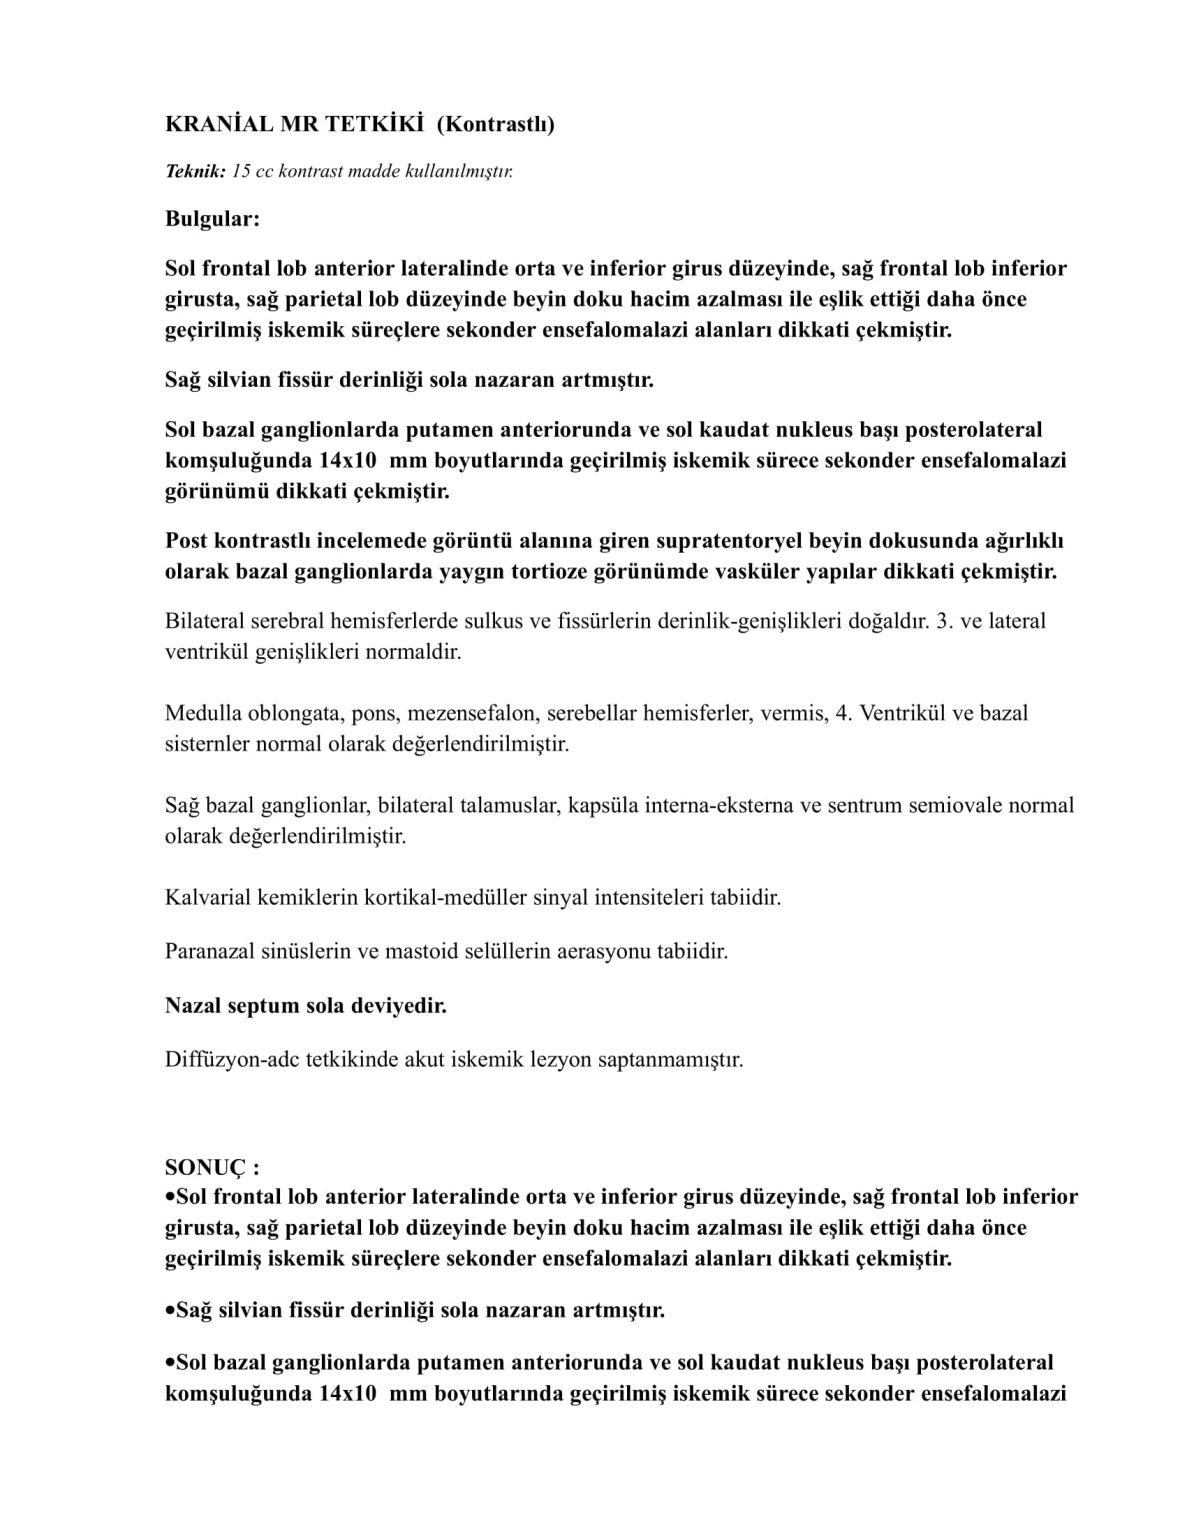 KRANİAL MR TETKİKİ  (Kontrastlı)
Teknik: 15 cc kontrast madde kullanılmıştır.
Bulgular:
Sol frontal lob anterior lateralinde orta ve inferior girus düzeyinde, sağ frontal lob inferior
girusta, sağ parietal lob düzeyinde beyin doku hacim azalması ile eşlik ettiği daha önce
geçirilmiş iskemik süreçlere sekonder ensefalomalazi alanları dikkati çekmiştir.
Sağ silvian fissür derinliği sola nazaran artmıştır.
Sol bazal ganglionlarda putamen anteriorunda ve sol kaudat nukleus başı posterolateral
komşuluğunda 14x10  mm boyutlarında geçirilmiş iskemik sürece sekonder ensefalomalazi
görünümü dikkati çekmiştir.
Post kontrastlı incelemede görüntü alanına giren supratentoryel beyin dokusunda ağırlıklı
olarak bazal ganglionlarda yaygın tortioze görünümde vasküler yapılar dikkati çekmiştir.
Bilateral serebral hemisferlerde sulkus ve fissürlerin derinlik-genişlikleri doğaldır. 3. ve lateral
ventrikül genişlikleri normaldir.
Medulla oblongata, pons, mezensefalon, serebellar hemisferler, vermis, 4. Ventrikül ve bazal
sisternler normal olarak değerlendirilmiştir.
Sağ bazal ganglionlar, bilateral talamuslar, kapsüla interna-eksterna ve sentrum semiovale normal
olarak değerlendirilmiştir.
Kalvarial kemiklerin kortikal-medüller sinyal intensiteleri tabiidir.
Paranazal sinüslerin ve mastoid selüllerin aerasyonu tabiidir.
Nazal septum sola deviyedir.
Diffüzyon-adc tetkikinde akut iskemik lezyon saptanmamıştır.
SONUÇ :
•Sol frontal lob anterior lateralinde orta ve inferior girus düzeyinde, sağ frontal lob inferior
girusta, sağ parietal lob düzeyinde beyin doku hacim azalması ile eşlik ettiği daha önce
geçirilmiş iskemik süreçlere sekonder ensefalomalazi alanları dikkati çekmiştir.
•Sağ silvian fissür derinliği sola nazaran artmıştır.
•Sol bazal ganglionlarda putamen anteriorunda ve sol kaudat nukleus başı posterolateral
komşuluğunda 14x10  mm boyutlarında geçirilmiş iskemik sürece sekonder ensefalomalazi